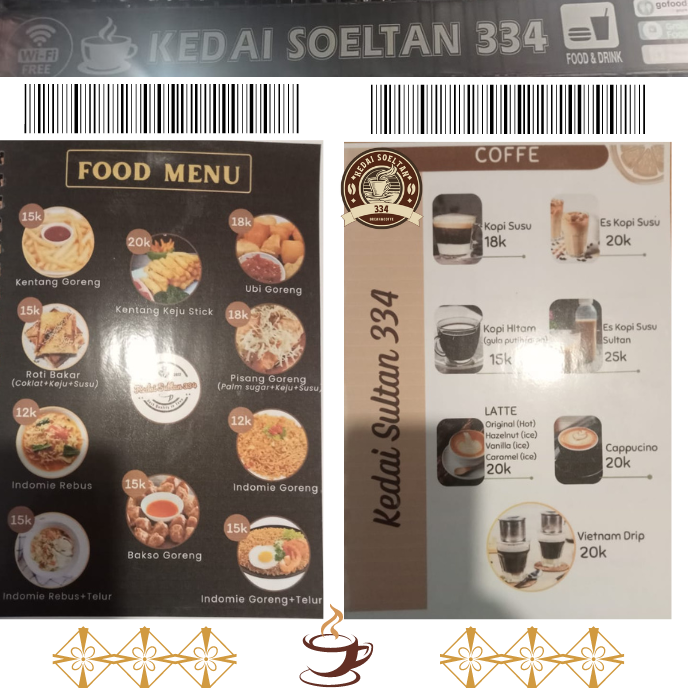 Wi-Fi
FREE
KEDAI SOELTAN 334
FOOD & DRINK
gofood
FOOD MENU
15k
Kentang Goreng
20k
Kentang Keju Stick
18k
Ubi Goreng
15k
Roti Bakar
(Coklat+Keju+Susu)
18k
Pisang Goreng
(Palm sugar+Keju+Susu)
Kedai Sultan 334
12k
Indomie Rebus
12k
Indomie Goreng
15k
Bakso Goreng
15k
Indomie Rebus+Telur
15k
Indomie Goreng+Telur
KEDAI SOELTAN
334
COFFE
Kedai Sultan 334
Kopi Susu
18k
Es Kopi Susu
20k
Kopi Hitam
(gula putih
15k
Es Kopi Susu
Sultan
25k
LATTE
Original (Hot)
Hazelnut (ice)
Vanilla (ice)
Caramel (ice)
20k
Cappucino
20k
Vietnam Drip
20k